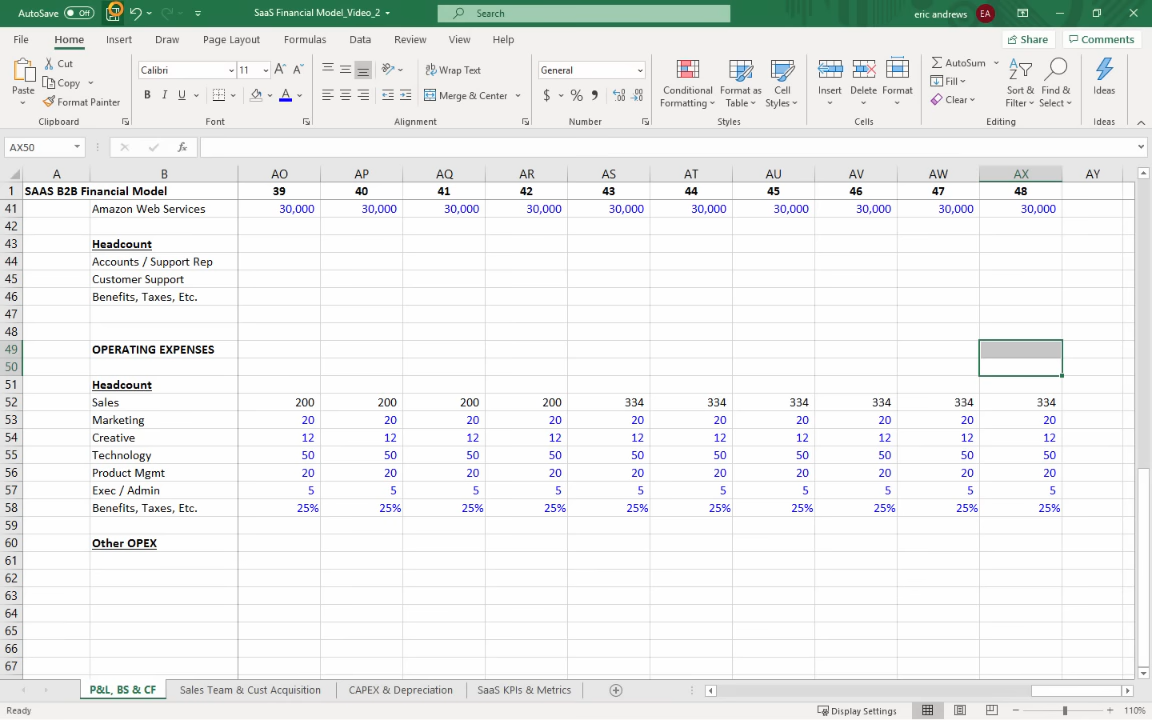 AutoSave Off SaaS Financial Model_Video_2 Search eric andrews EA
File Home Insert Draw Page Layout Formulas Data Review View Help Share Comments
Paste Cut Copy Format Painter Calibri 11 A A B I U A Wrap Text Merge & Center General $ % , Conditional Formatting Format as Table Cell Styles Insert Delete Format AutoSum Fill Clear Sort & Filter Find & Select Ideas
Clipboard Font Alignment Number Styles Cells Editing Ideas
AX50 fx
A B AO AP AQ AR AS AT AU AV AW AX AY
1 SAAS B2B Financial Model 39 40 41 42 43 44 45 46 47 48
41 Amazon Web Services 30,000 30,000 30,000 30,000 30,000 30,000 30,000 30,000 30,000 30,000
42
43 Headcount
44 Accounts / Support Rep
45 Customer Support
46 Benefits, Taxes, Etc.
47
48
49 OPERATING EXPENSES
50
51 Headcount
52 Sales 200 200 200 200 334 334 334 334 334 334
53 Marketing 20 20 20 20 20 20 20 20 20 20
54 Creative 12 12 12 12 12 12 12 12 12 12
55 Technology 50 50 50 50 50 50 50 50 50 50
56 Product Mgmt 20 20 20 20 20 20 20 20 20 20
57 Exec / Admin 5 5 5 5 5 5 5 5 5 5
58 Benefits, Taxes, Etc. 25% 25% 25% 25% 25% 25% 25% 25% 25% 25%
59
60 Other OPEX
61
62
63
64
65
66
67
P&L, BS & CF Sales Team & Cust Acquisition CAPEX & Depreciation SaaS KPIs & Metrics
Ready Display Settings 110%